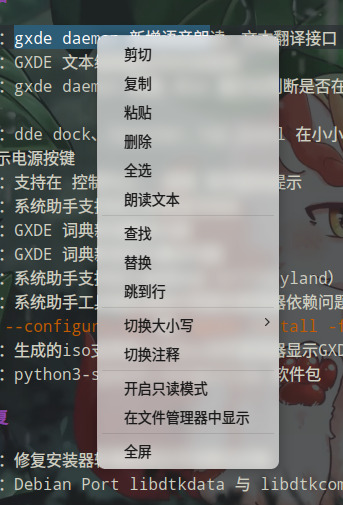 ：gxde daemon 新增语音朗读、文本翻译接口
剪切
：GXDE 文本
复制
：gxde daem 判断是否在
粘贴
删除
：dde dock、 在小小
示电源按键
全选
：支持在 控制 提示
朗读文本
：系统助手支
：GXDE 词典
查找
：GXDE 词典
替换
：系统助手支 yland）
跳到行
：系统助手工 器依赖问题
--configur tall -f
切换大小写
：生成的iso支 器显示GXD
切换注释
：python3-s 软件包
开启只读模式
在文件管理器中显示
复
全屏
：修复安装器
：Debian Port libdtkdata 与 libdtkcom